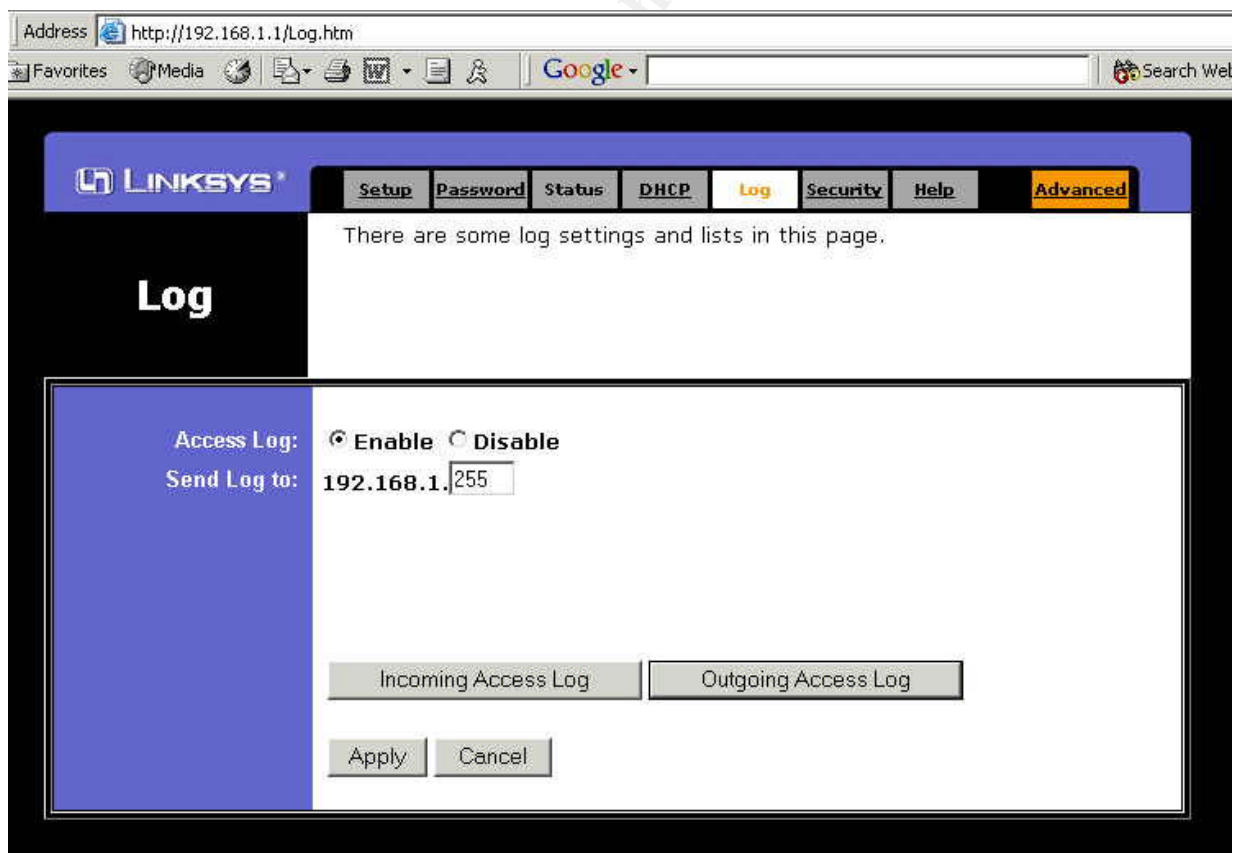 Address http://192.168.1.1/Log.htm
Favorites Media Google Search Wel
LINKSYS®
Setup Password Status DHCP Log Security Help Advanced
There are some log settings and lists in this page.
Log
Access Log: Enable Disable
Send Log to: 192.168.1. 255
Incoming Access Log Outgoing Access Log
Apply Cancel